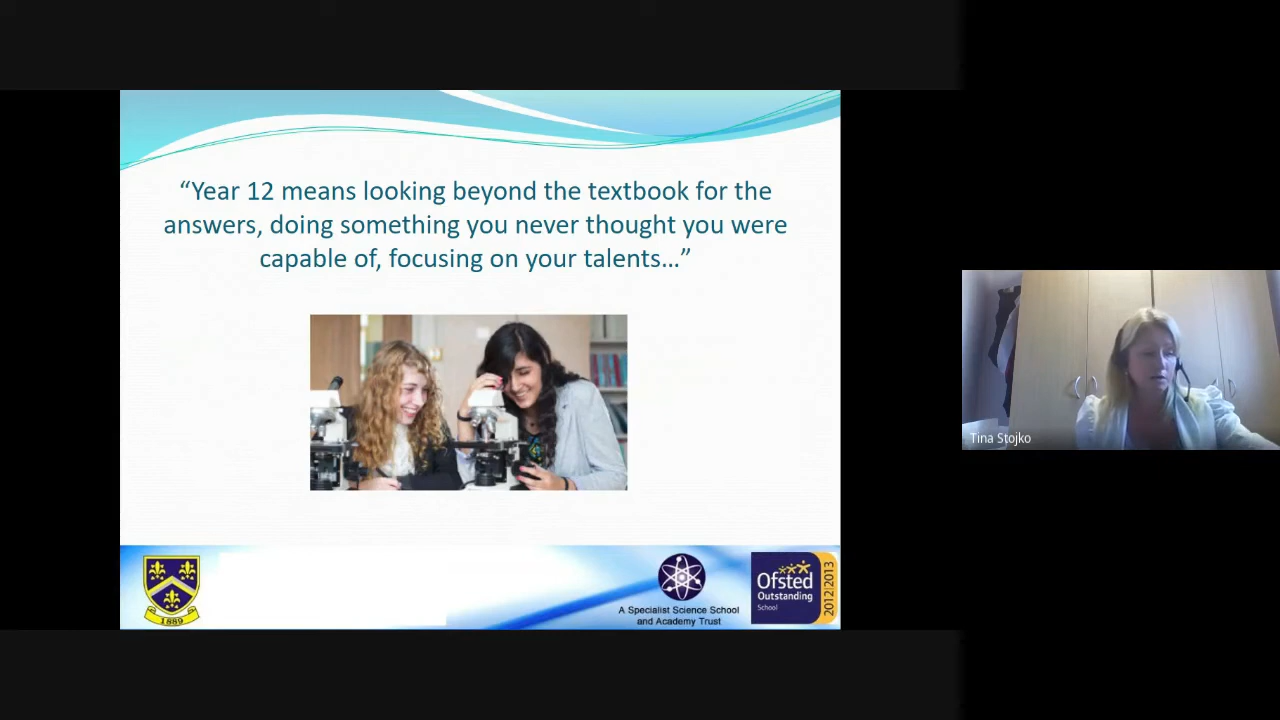 “Year 12 means looking beyond the textbook for the
answers, doing something you never thought you were
capable of, focusing on your talents…”
1889
A Specialist Science School
and Academy Trust
Ofsted
Outstanding
School
2012|2013
Tina Stojko